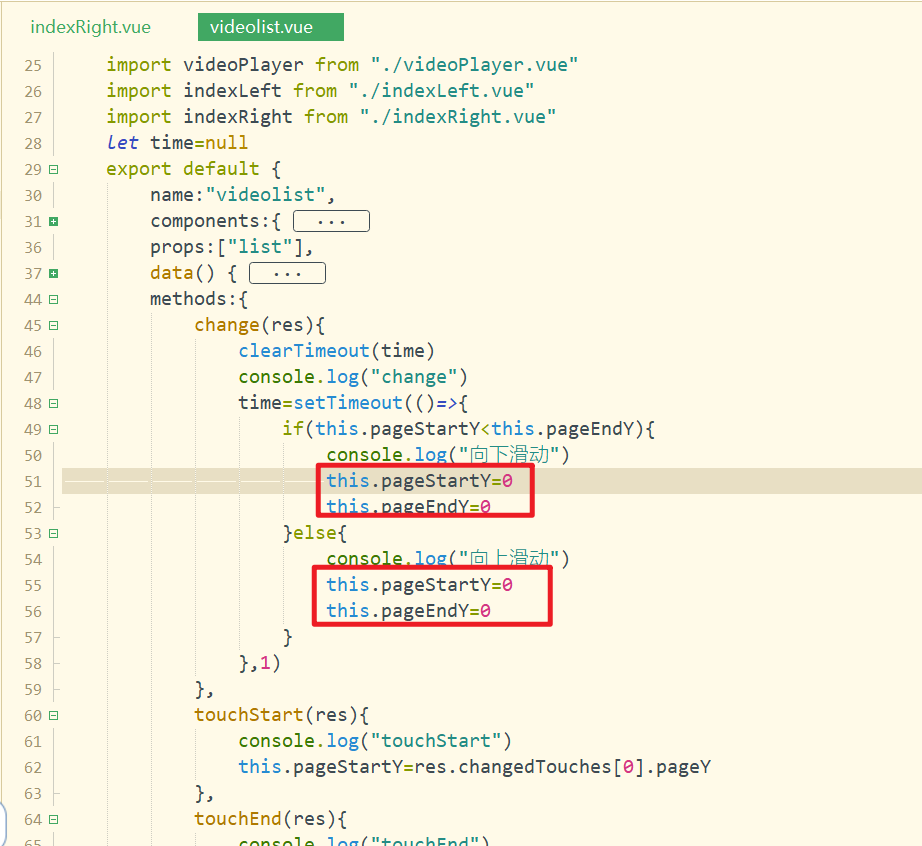 indexRight.vue videolist.vue
25 import videoPlayer from "./videoPlayer.vue"
26 import indexLeft from "./indexLeft.vue"
27 import indexRight from "./indexRight.vue"
28 let time=null
29 export default {
30 name:"videolist",
31 components:{ ...
36 props:["list"],
37 data() { ...
44 methods:{
45 change(res){
46 clearTimeout(time)
47 console.log("change")
48 time=setTimeout(()=>{
49 if(this.pageStartY<this.pageEndY){
50 console.log("向下滑动")
51 this.pageStartY=0
52 this.pageEndY=0
53 }else{
54 console.log("向上滑动")
55 this.pageStartY=0
56 this.pageEndY=0
57 }
58 },1)
59 },
60 touchStart(res){
61 console.log("touchStart")
62 this.pageStartY=res.changedTouches[0].pageY
63 },
64 touchEnd(res){
65 console.log("touchEnd")